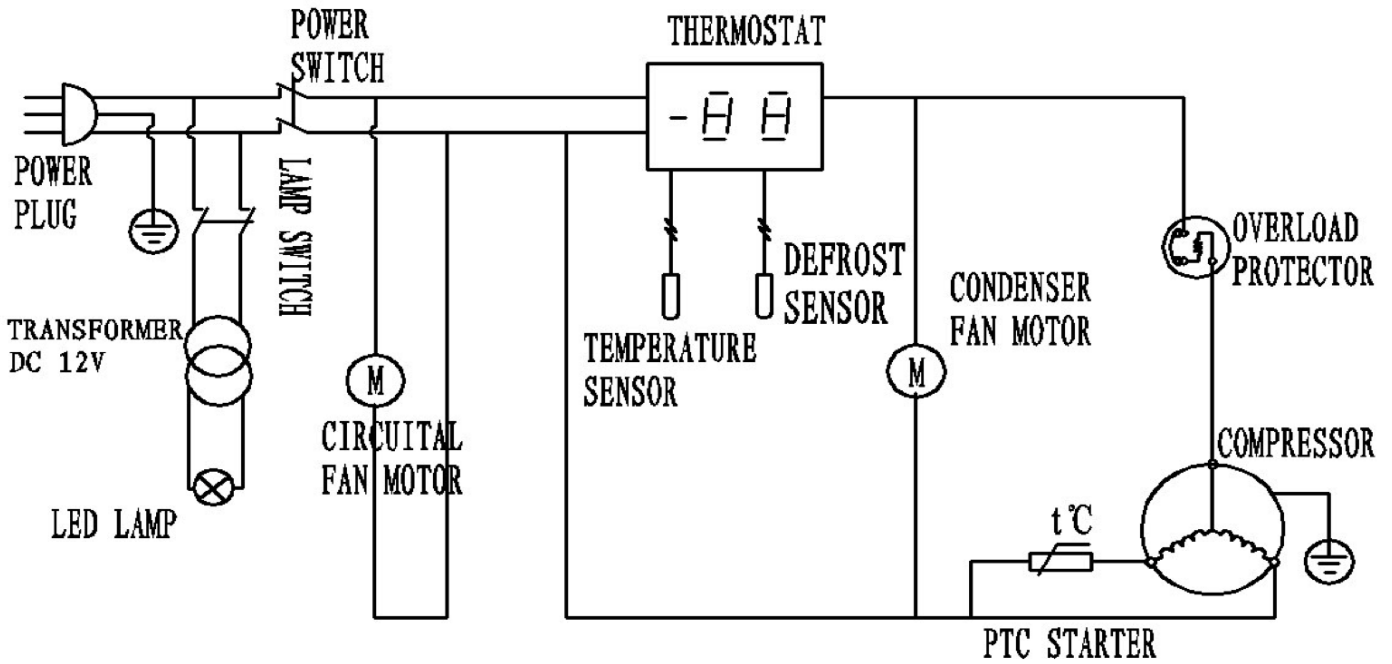 POWER
SWITCH
THERMOSTAT
-88
POWER
PLUG
LAMP SWITCH
OVERLOAD
PROTECTOR
DEFROST
SENSOR
CONDENSER
FAN MOTOR
TRANSFORMER
DC 12V
TEMPERATURE
SENSOR
M
M
CIRCUITAL
FAN MOTOR
COMPRESSOR
LED LAMP
t℃
PTC STARTER